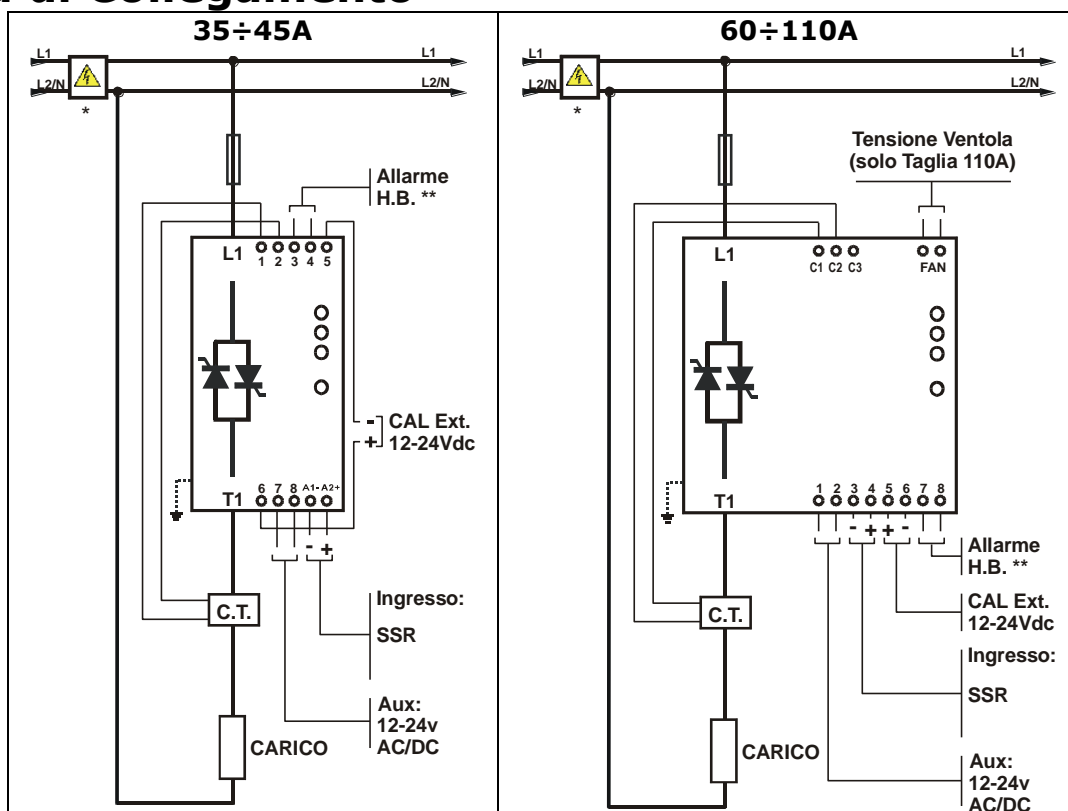 di Collegamento
35÷45A
L1 L1
L2/N L2/N
*
Allarme
H.B. **
L1
1 2 3 4 5
- CAL Ext.
+ 12-24Vdc
T1
6 7 8 A1- A2+
- +
C.T.
Ingresso:
SSR
Aux:
12-24v
AC/DC
CARICO
60÷110A
L1 L1
L2/N L2/N
*
Tensione Ventola
(solo Taglia 110A)
L1
C1 C2 C3
FAN
T1
1 2 3 4 5 6 7 8
- + + -
Allarme
H.B. **
C.T.
CAL Ext.
12-24Vdc
Ingresso:
SSR
CARICO
Aux:
12-24v
AC/DC